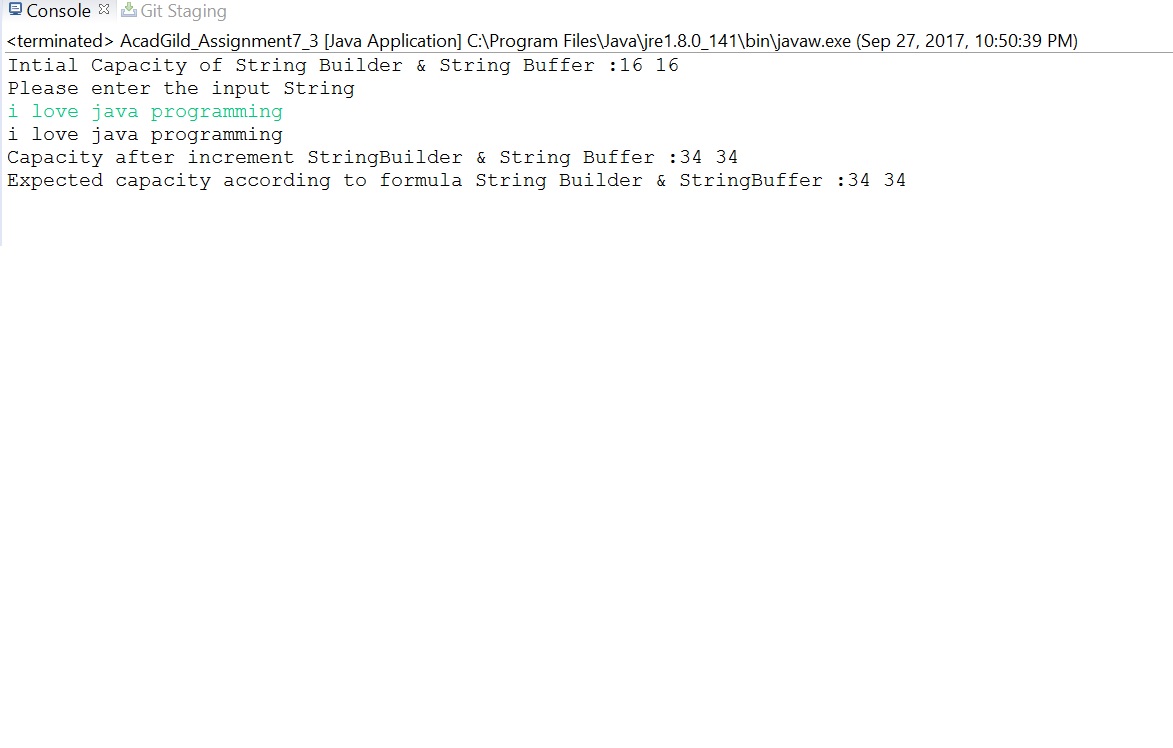 Console Git Staging
<terminated> AcadGild_Assignment7_3 [Java Application] C:\Program Files\Java\jre1.8.0_141\bin\javaw.exe (Sep 27, 2017, 10:50:39 PM)
Intial Capacity of String Builder & String Buffer :16 16
Please enter the input String
i love java programming
i love java programming
Capacity after increment StringBuilder & String Buffer :34 34
Expected capacity according to formula String Builder & StringBuffer :34 34